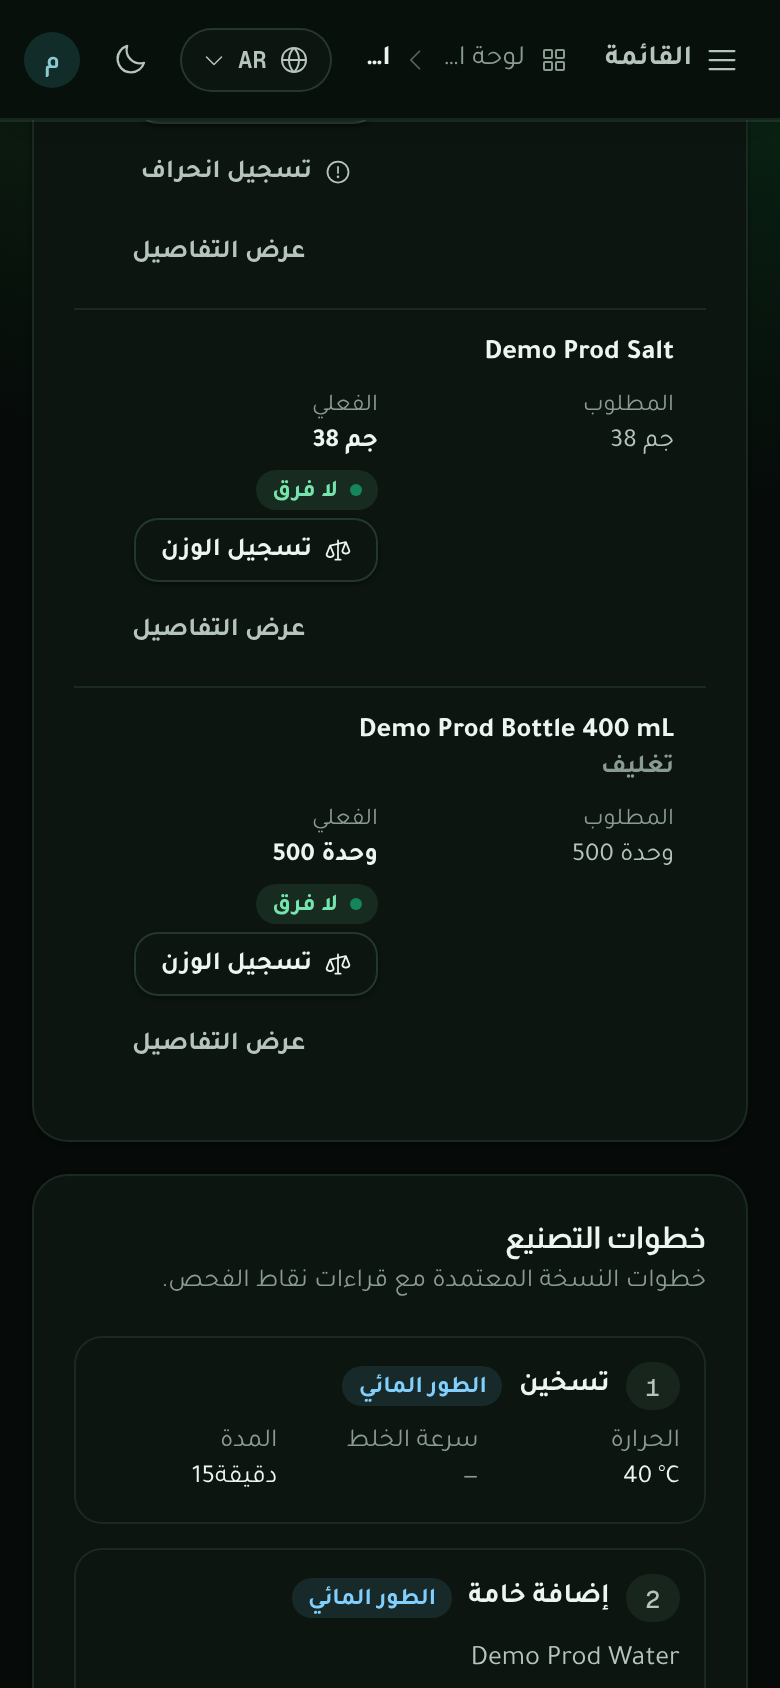 القائمة
لوحة ا...
ا...
AR
م
تسجيل انحراف
عرض التفاصيل
Demo Prod Salt
المطلوب
الفعلي
38 جم
38 جم
لا فرق
تسجيل الوزن
عرض التفاصيل
Demo Prod Bottle 400 mL
تغليف
المطلوب
الفعلي
500 وحدة
500 وحدة
لا فرق
تسجيل الوزن
عرض التفاصيل
خطوات التصنيع
خطوات النسخة المعتمدة مع قراءات نقاط الفحص.
1
تسخين
الطور المائي
الحرارة
سرعة الخلط
المدة
40 °C
–
15دقيقة
2
إضافة خامة
الطور المائي
Demo Prod Water